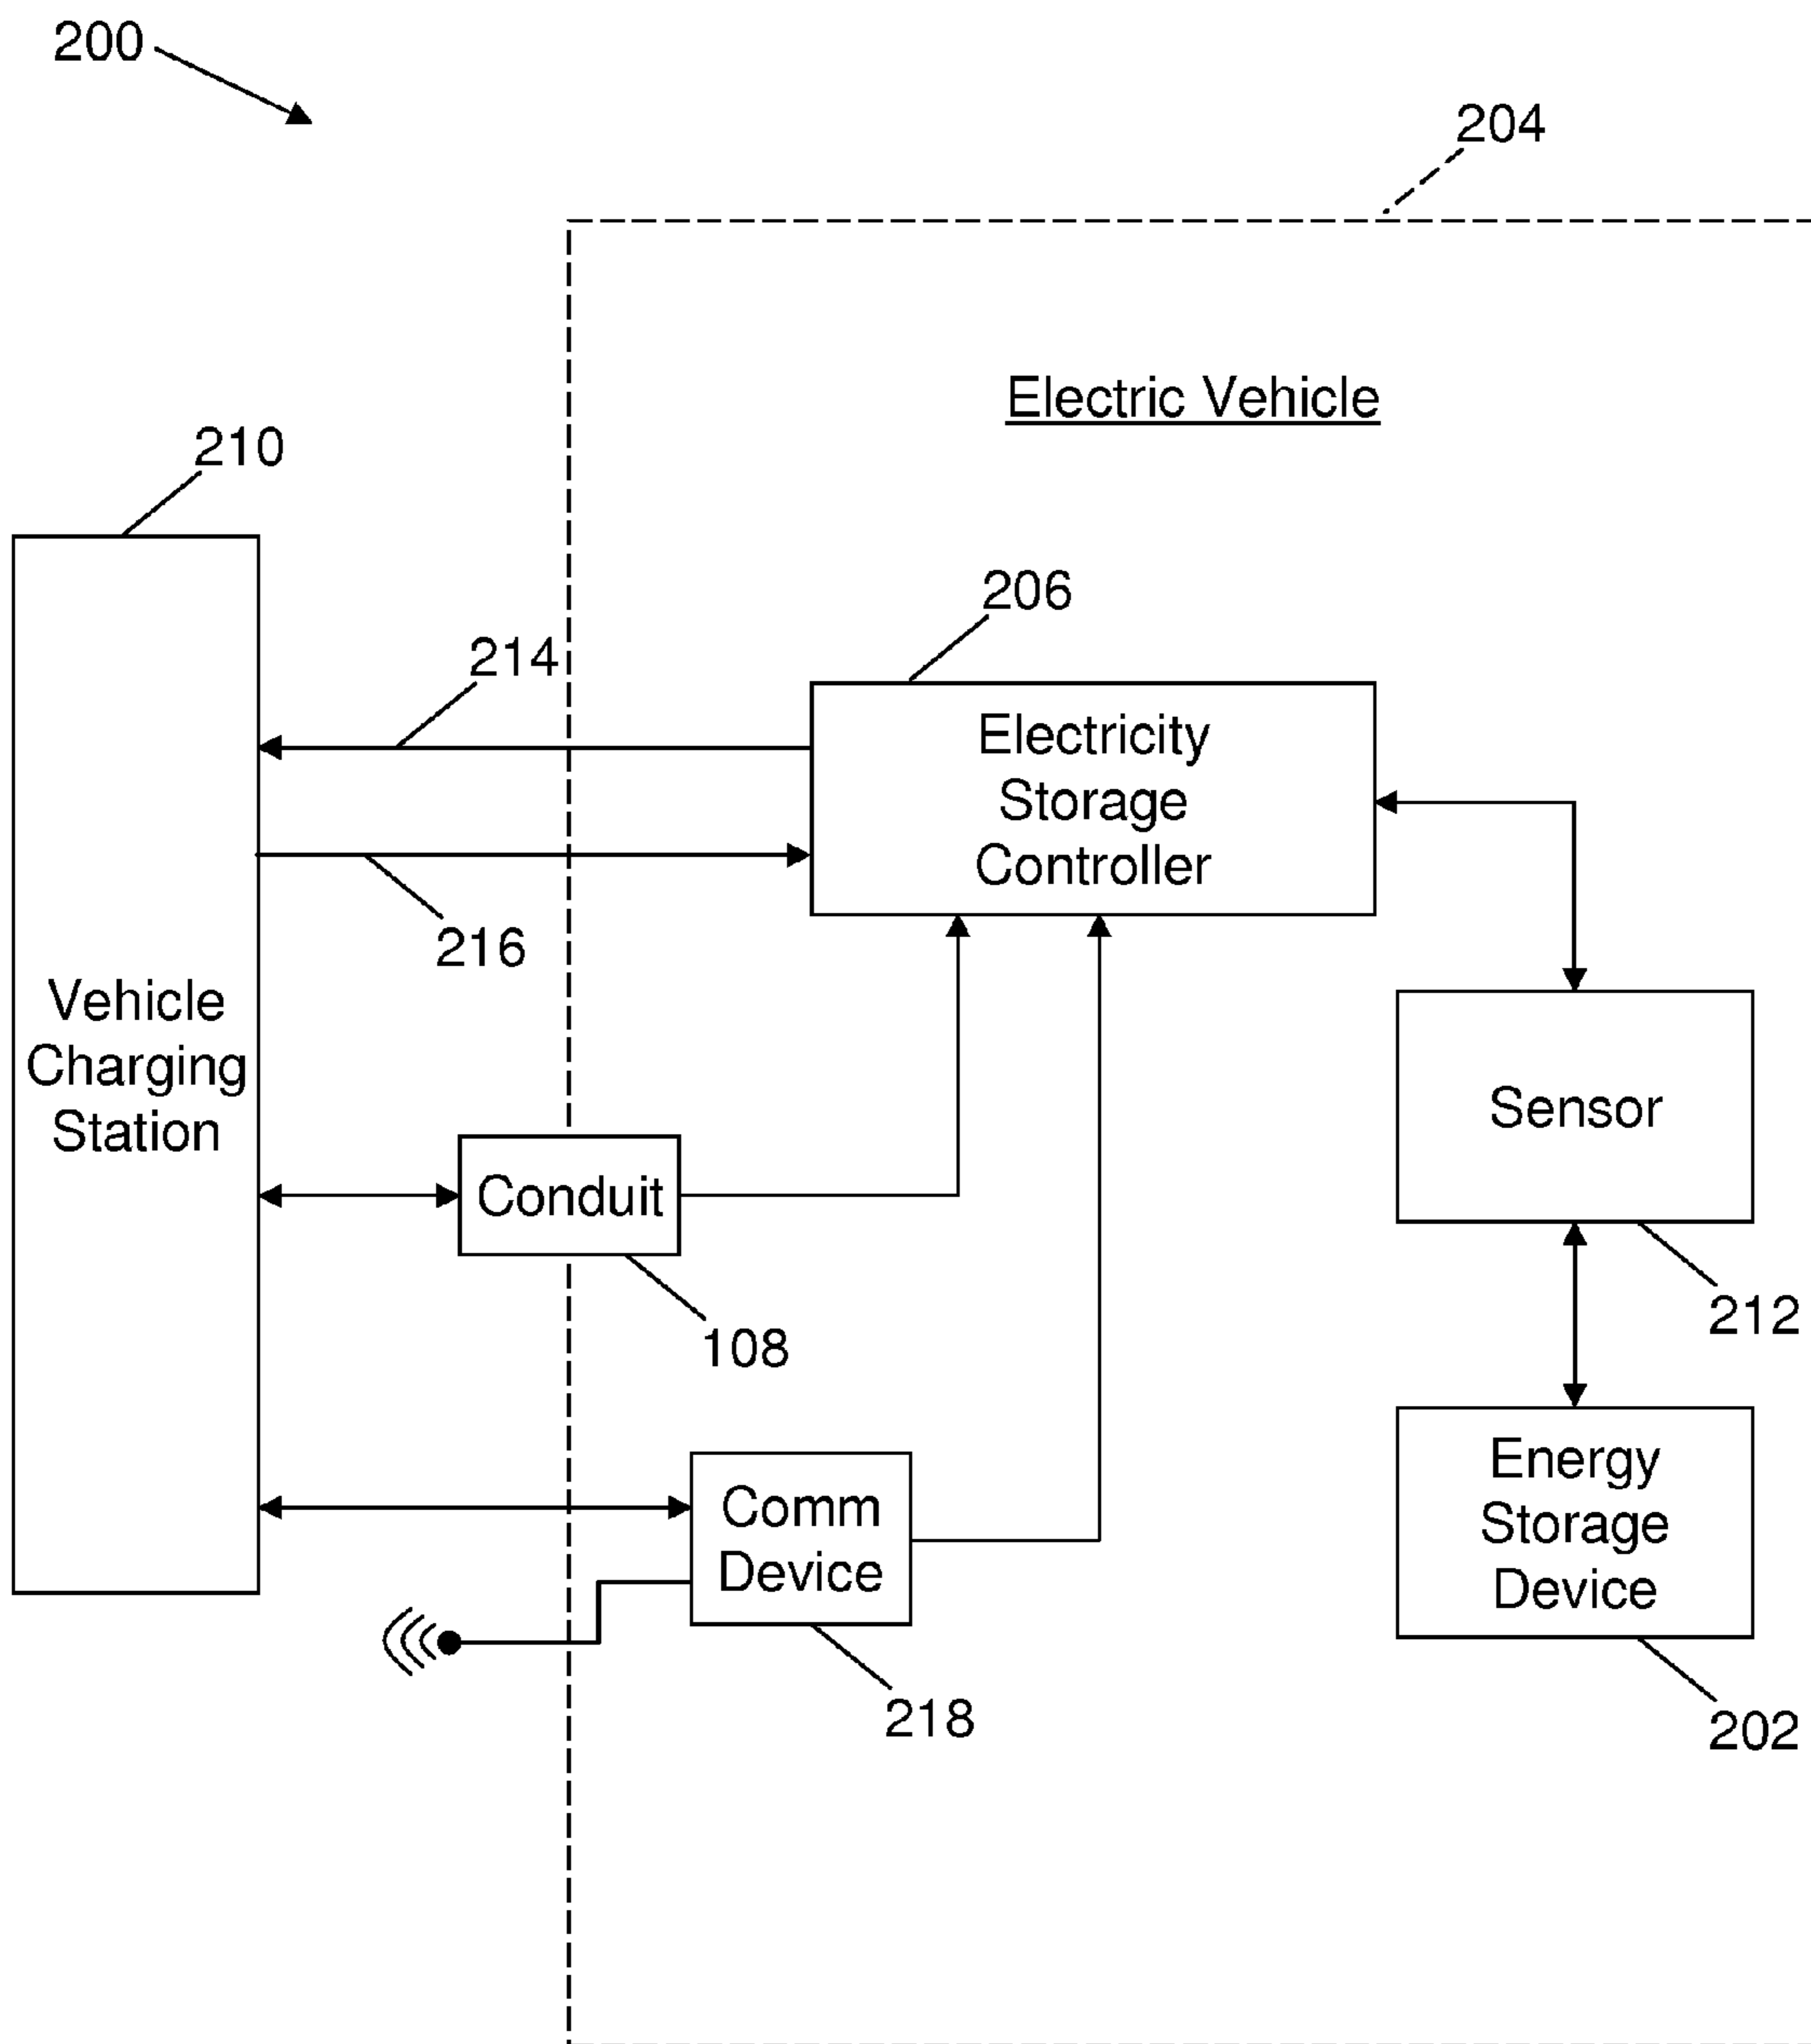 200
204
Electric Vehicle
210
206
214
Electricity
Storage
Controller
216
Vehicle
Charging
Station
Sensor
Conduit
212
108
Energy
Storage
Device
Comm
Device
218
202